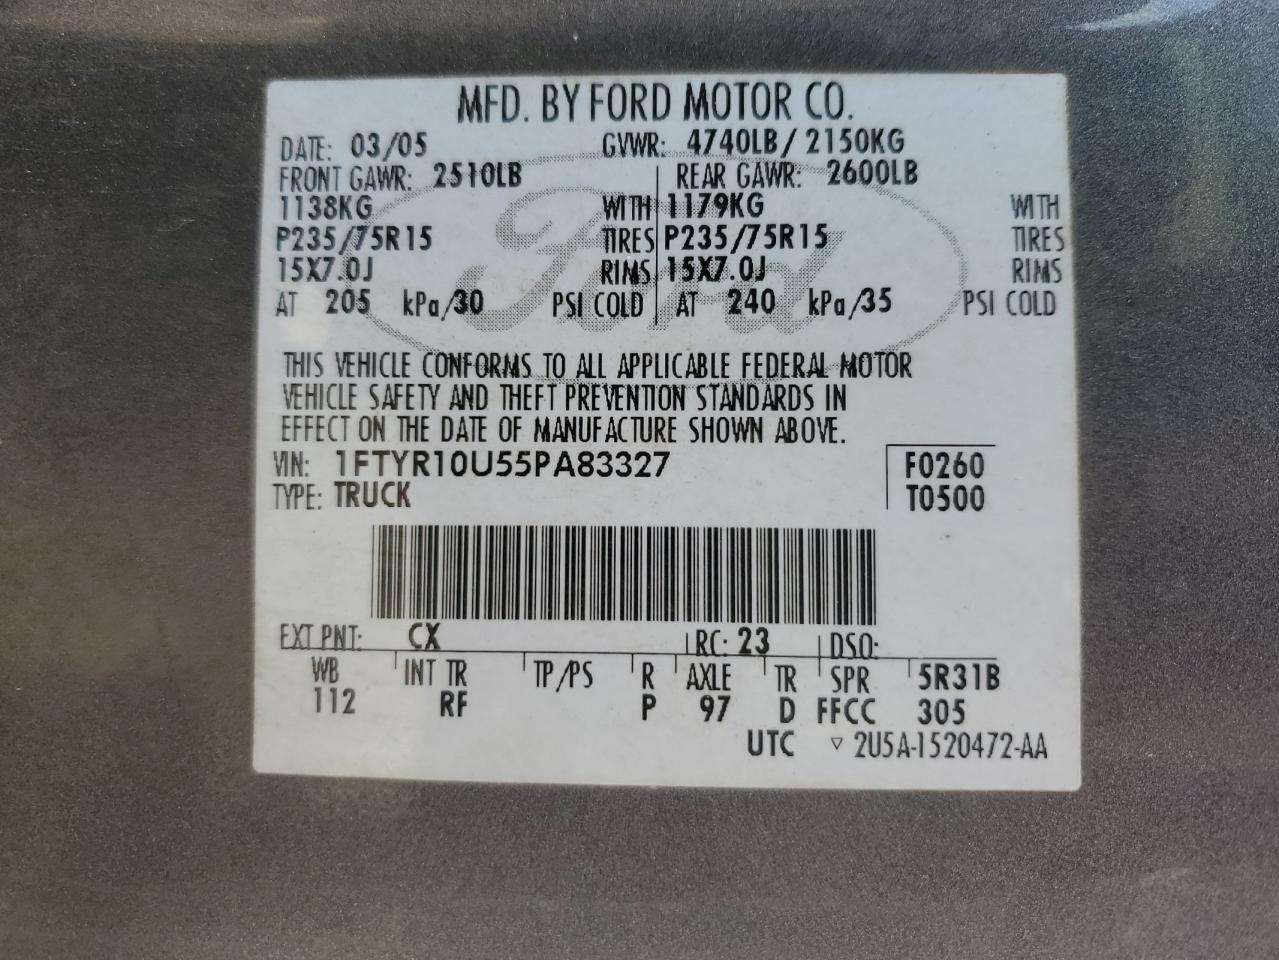 MFD. BY FORD MOTOR CO.
DATE: 03/05 GVWR: 4740LB / 2150KG
FRONT GAWR: 2510LB REAR GAWR: 2600LB
1138KG WITH 1179KG WITH
P235/75R15 TIRES P235/75R15 TIRES
15X7.0J RIMS 15X7.0J RIMS
AT 205 kPa/30 PSI COLD AT 240 kPa/35 PSI COLD
Ford
THIS VEHICLE CONFORMS TO ALL APPLICABLE FEDERAL MOTOR
VEHICLE SAFETY AND THEFT PREVENTION STANDARDS IN
EFFECT ON THE DATE OF MANUFACTURE SHOWN ABOVE.
VIN: 1FTYR10U55PA83327 F0260
TYPE: TRUCK T0500
EXT PNT: CX RC: 23 DSO:
WB INT TR TP/PS R AXLE TR SPR 5R31B
112 RF P 97 D FFCC 305
UTC ▽ 2U5A-1520472-AA